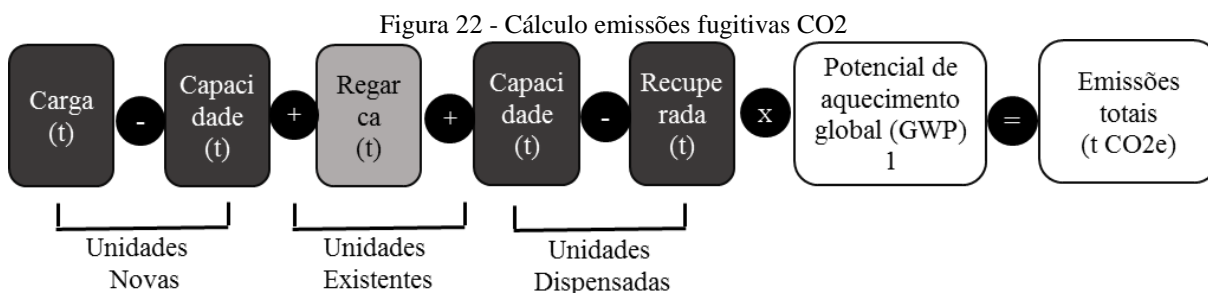 Figura 22 - Cálculo emissões fugitivas CO2
Carga
(t)
-
Capaci
dade
(t)
+
Regar
ca
(t)
+
Capaci
dade
(t)
-
Recupe
rada
(t)
x
Potencial de
aquecimento
global (GWP)
1
=
Emissões
totais
(t CO2e)
Unidades
Novas
Unidades
Existentes
Unidades
Dispensadas